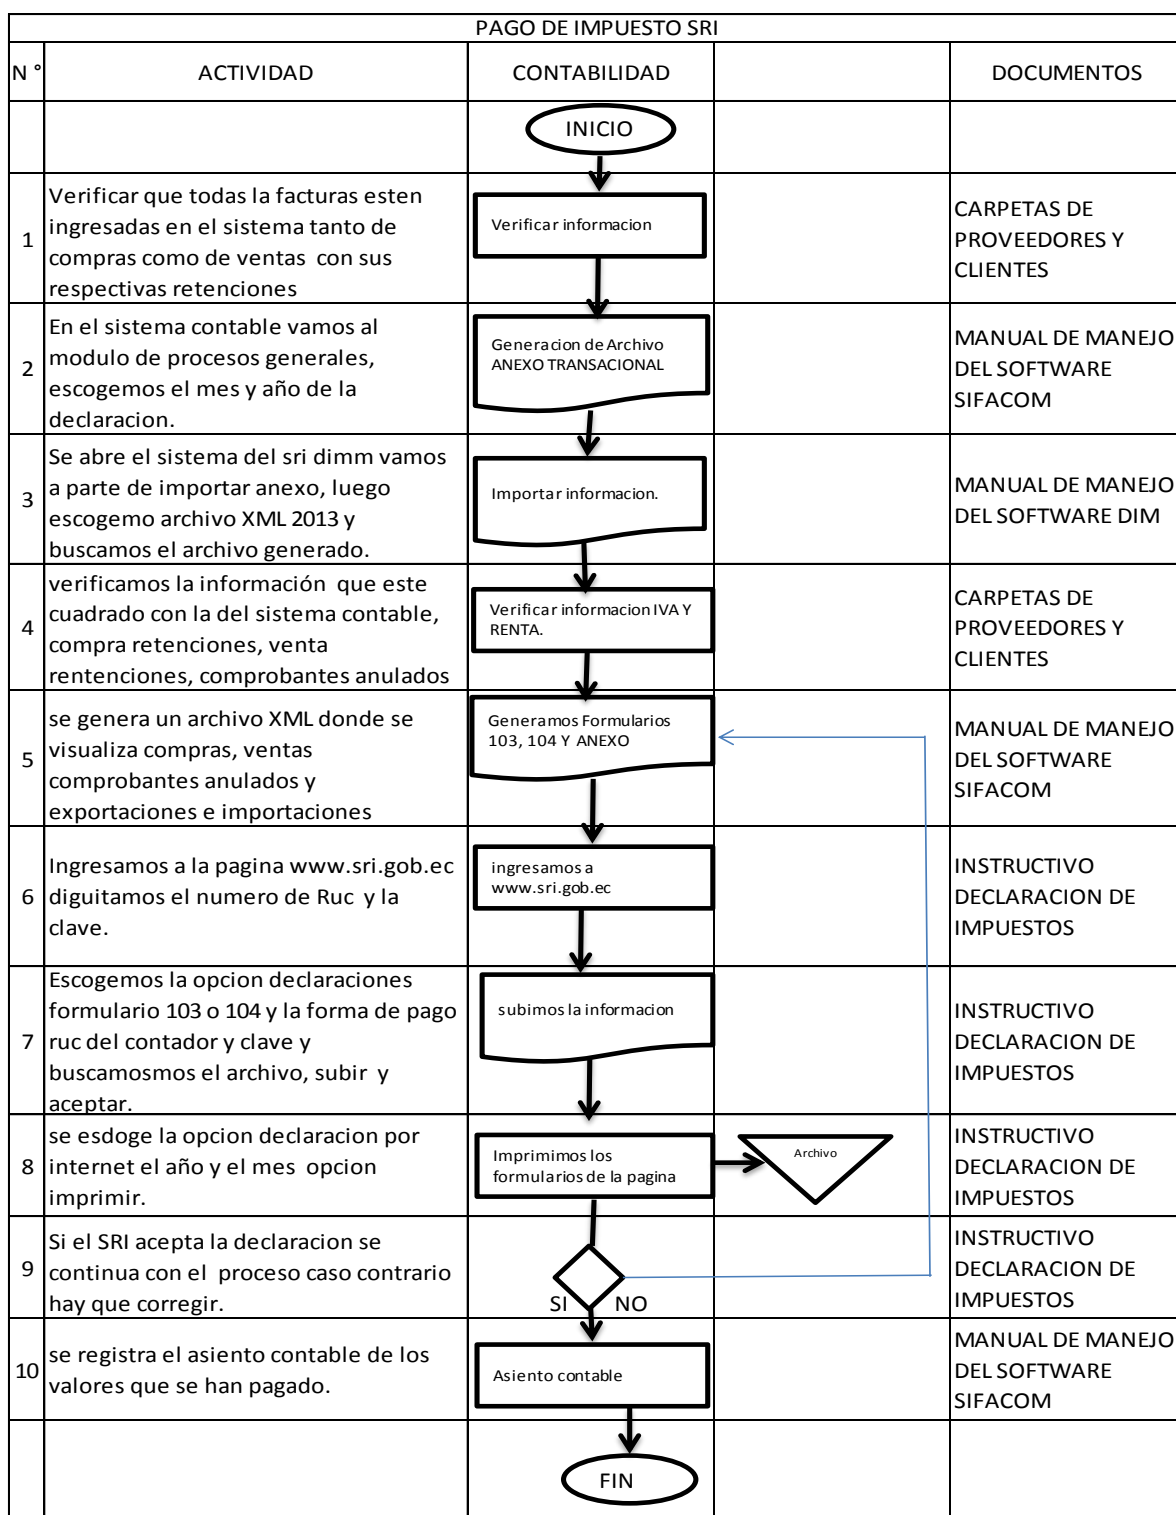 PAGO DE IMPUESTO SRI
N ° ACTIVIDAD CONTABILIDAD DOCUMENTOS
INICIO
1
Verificar que todas la facturas esten
ingresadas en el sistema tanto de
compras como de ventas con sus
respectivas retenciones
Verificar informacion
CARPETAS DE
PROVEEDORES Y
CLIENTES
2
En el sistema contable vamos al
modulo de procesos generales,
escogemos el mes y año de la
declaracion.
Generacion de Archivo
ANEXO TRANSACIONAL
MANUAL DE MANEJO
DEL SOFTWARE
SIFACOM
3
Se abre el sistema del sri dimm vamos
a parte de importar anexo, luego
escogemo archivo XML 2013 y
buscamos el archivo generado.
Importar informacion.
MANUAL DE MANEJO
DEL SOFTWARE DIM
4
verificamos la información que este
cuadrado con la del sistema contable,
compra retenciones, venta
rentenciones, comprobantes anulados
Verificar informacion IVA Y
RENTA.
CARPETAS DE
PROVEEDORES Y
CLIENTES
5
se genera un archivo XML donde se
visualiza compras, ventas
comprobantes anulados y
exportaciones e importaciones
Generamos Formularios
103, 104 Y ANEXO
MANUAL DE MANEJO
DEL SOFTWARE
SIFACOM
6
Ingresamos a la pagina www.sri.gob.ec
diguitamos el numero de Ruc y la
clave.
ingresamos a
www.sri.gob.ec
INSTRUCTIVO
DECLARACION DE
IMPUESTOS
7
Escogemos la opcion declaraciones
formulario 103 o 104 y la forma de pago
ruc del contador y clave y
buscamosmos el archivo, subir y
aceptar.
subimos la informacion
INSTRUCTIVO
DECLARACION DE
IMPUESTOS
8
se esdoge la opcion declaracion por
internet el año y el mes opcion
imprimir.
Imprimimos los
formularios de la pagina
Archivo
INSTRUCTIVO
DECLARACION DE
IMPUESTOS
9
Si el SRI acepta la declaracion se
continua con el proceso caso contrario
hay que corregir.
SI NO
INSTRUCTIVO
DECLARACION DE
IMPUESTOS
10
se registra el asiento contable de los
valores que se han pagado.
Asiento contable
MANUAL DE MANEJO
DEL SOFTWARE
SIFACOM
FIN